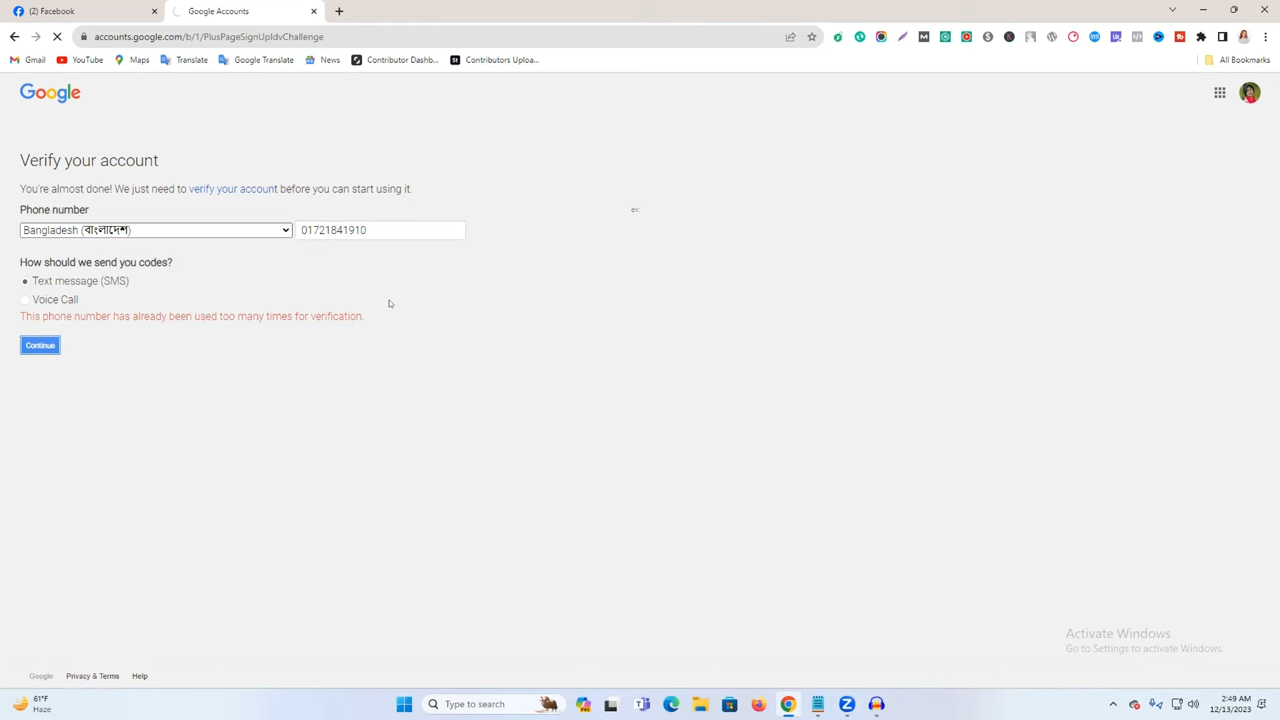 (2) Facebook
Google Accounts
accounts.google.com/b/1/PlusPageSignUpIdvChallenge
Gmail
YouTube
Maps
Translate
Google Translate
News
Contributor Dashb...
Contributors Uploa...
All Bookmarks
Google
Verify your account
You're almost done! We just need to verify your account before you can start using it.
Phone number
ex:
Bangladesh (বাংলাদেশ)
01721841910
How should we send you codes?
Text message (SMS)
Voice Call
This phone number has already been used too many times for verification.
Continue
Activate Windows
Go to Settings to activate Windows.
Google
Privacy & Terms
Help
61°F
Haze
Type to search
2:49 AM
12/13/2023